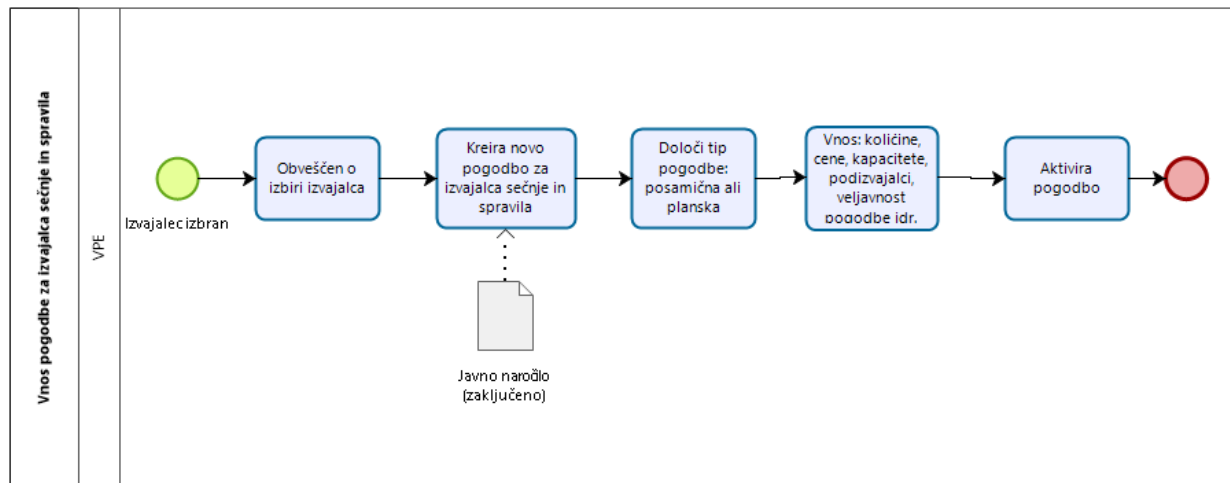 Vnos pogodbe za izvajalca sečnje in spravila
VPE
Izvajalec izbran
Obveščen o
izbiri izvajalca
Kreira novo
pogodbo za
izvajalca sečnje in
spravila
Javno naročilo
(zaključeno)
Določi tip
pogodbe:
posamična ali
planska
Vnos: količine,
cene, kapacitete,
podizvajalci,
veljavnost
pogodbe idr.
Aktivira
pogodbo